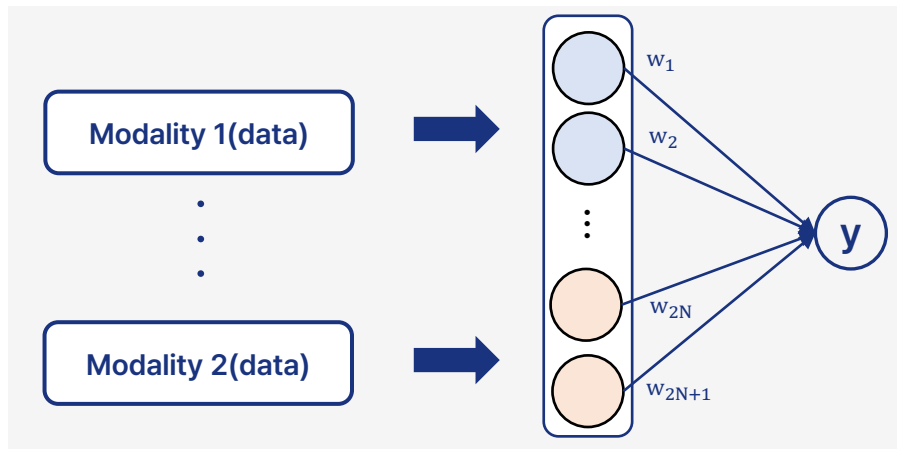 w₁
Modality 1(data)
w₂
y
w₂N
Modality 2(data)
w₂N+1